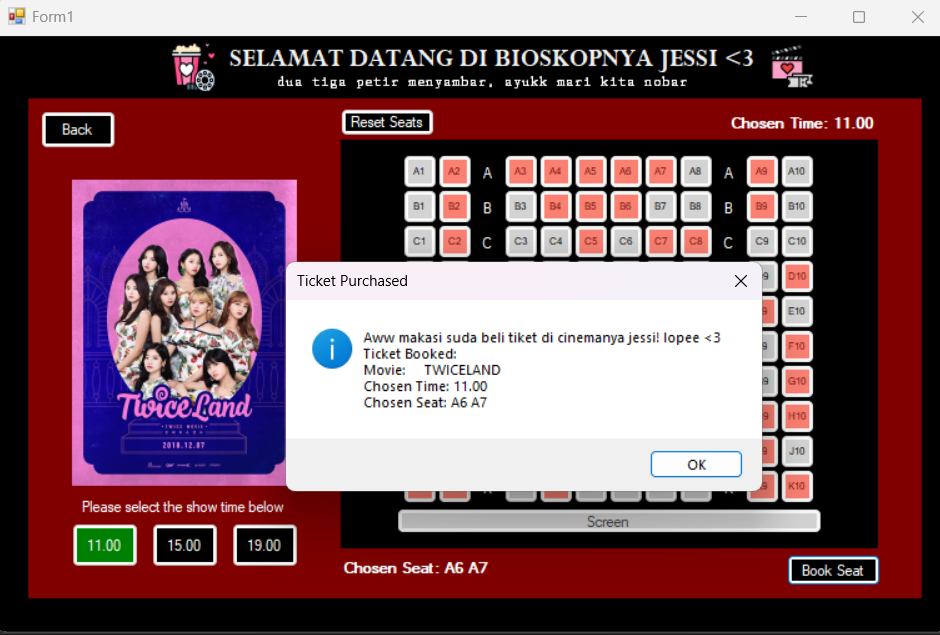 Form1
SELAMAT DATANG DI BIOSKOPNYA JESSI <3
dua tiga petir menyambar, ayukk mari kita nobar
Back
Reset Seats
Chosen Time: 11.00
A1 A2 A A3 A4 A5 A6 A7 A8 A A9 A10
B1 B2 B B3 B4 B5 B6 B7 B8 B B9 B10
C1 C2 C C3 C4 C5 C6 C7 C8 C C9 C10
D10
E10
F10
G10
H10
J10
K10
Ticket Purchased
Aww makasi suda beli tiket di cinemanya jessi! lopee <3
Ticket Booked:
Movie: TWICELAND
Chosen Time: 11.00
Chosen Seat: A6 A7
OK
TwiceLand
TWICE MOVIE
2018.12.07
Please select the show time below
11.00 15.00 19.00
Screen
Chosen Seat: A6 A7
Book Seat